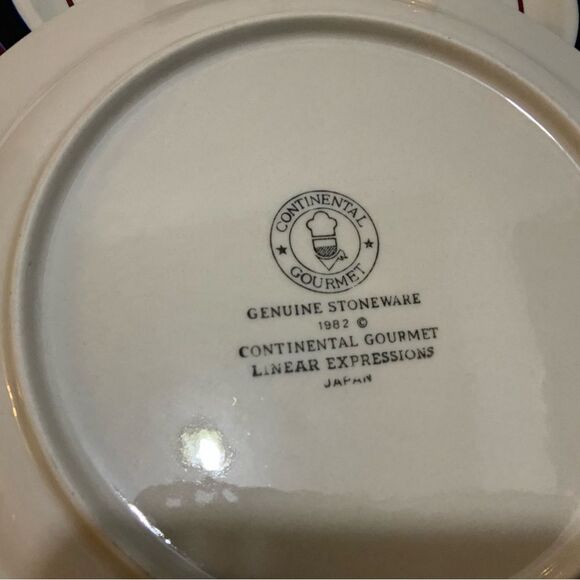 CONTINENTAL
GOURMET
GENUINE STONEWARE
1982 ©
CONTINENTAL GOURMET
LINEAR EXPRESSIONS
JAPAN